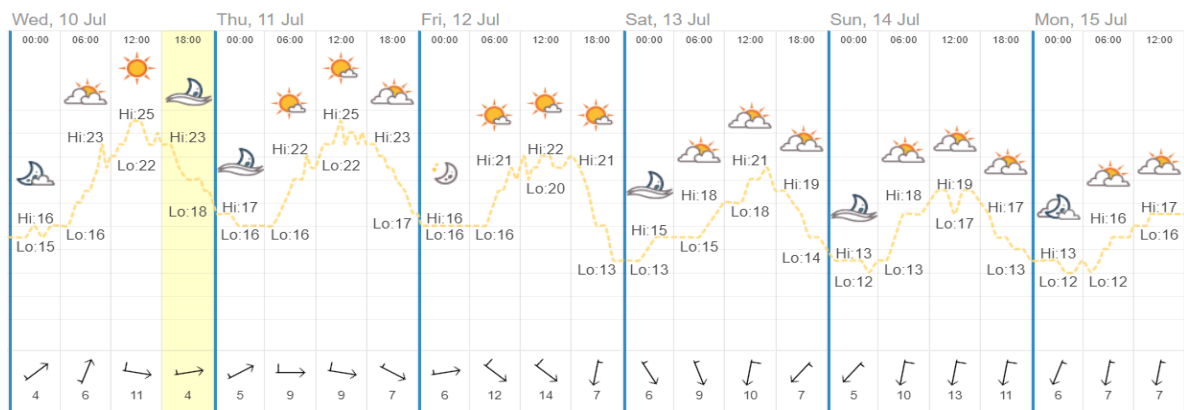 Wed, 10 Jul Thu, 11 Jul Fri, 12 Jul Sat, 13 Jul Sun, 14 Jul Mon, 15 Jul
00:00 06:00 12:00 18:00 00:00 06:00 12:00 18:00 00:00 06:00 12:00 18:00 00:00 06:00 12:00 18:00 00:00 06:00 12:00 18:00 00:00 06:00 12:00
Hi:16 Hi:23 Hi:25 Hi:23 Hi:17 Hi:22 Hi:25 Hi:23 Hi:16 Hi:21 Hi:22 Hi:21 Hi:15 Hi:18 Hi:21 Hi:19 Hi:13 Hi:18 Hi:19 Hi:17 Hi:13 Hi:16 Hi:17
Lo:15 Lo:16 Lo:22 Lo:18 Lo:16 Lo:16 Lo:22 Lo:17 Lo:16 Lo:16 Lo:20 Lo:13 Lo:13 Lo:15 Lo:18 Lo:14 Lo:12 Lo:13 Lo:17 Lo:13 Lo:12 Lo:12 Lo:16
4 6 11 4 5 9 9 7 6 12 14 7 6 9 10 7 5 10 13 11 6 7 7